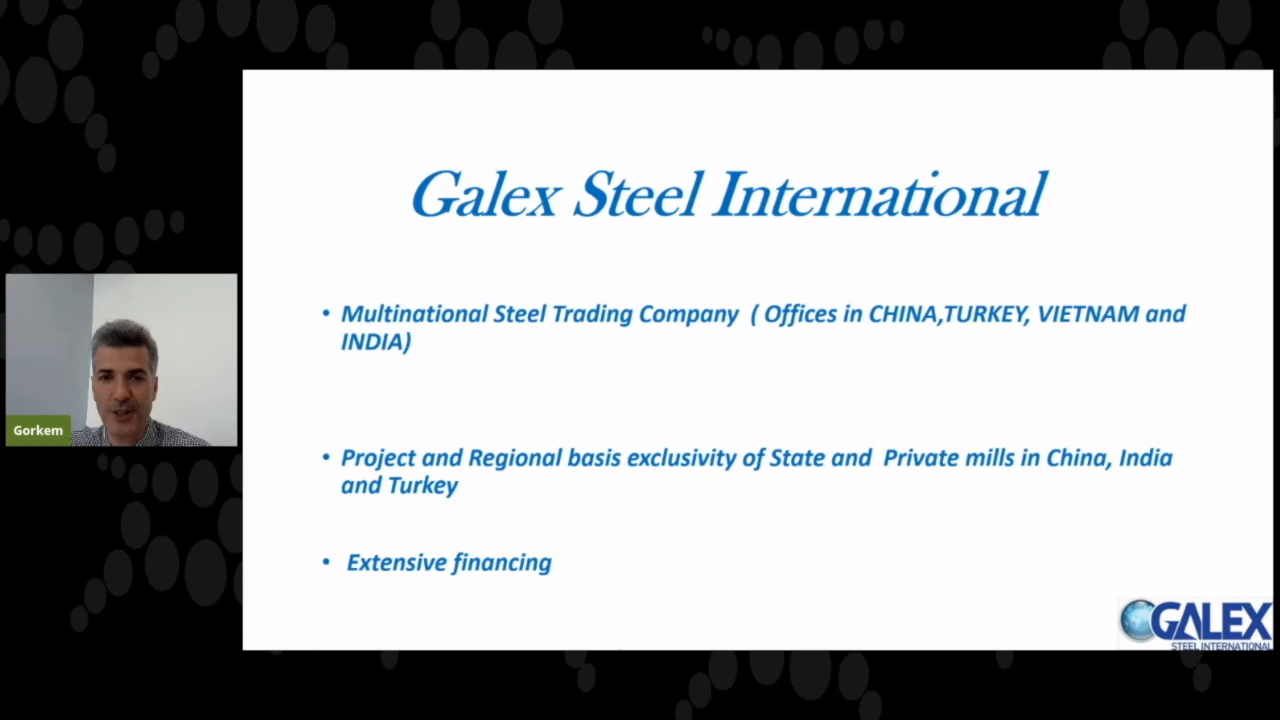 Galex Steel International
• Multinational Steel Trading Company ( Offices in CHINA,TURKEY, VIETNAM and
INDIA)
• Project and Regional basis exclusivity of State and Private mills in China, India
and Turkey
• Extensive financing
Gorkem
GALEX
STEEL INTERNATIONAL